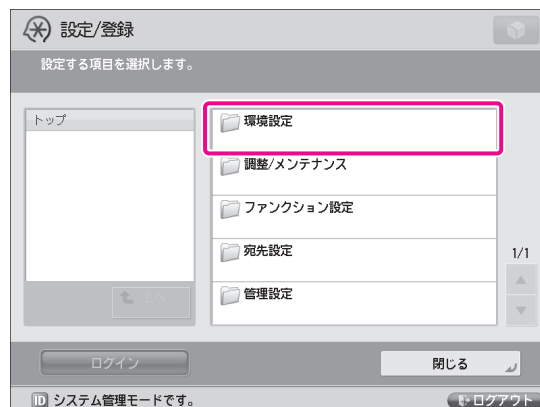 設定/登録
設定する項目を選択します。
トップ
環境設定
調整/メンテナンス
ファンクション設定
宛先設定
管理設定
1/1
上へ
ログイン
閉じる
ID システム管理モードです。
ログアウト